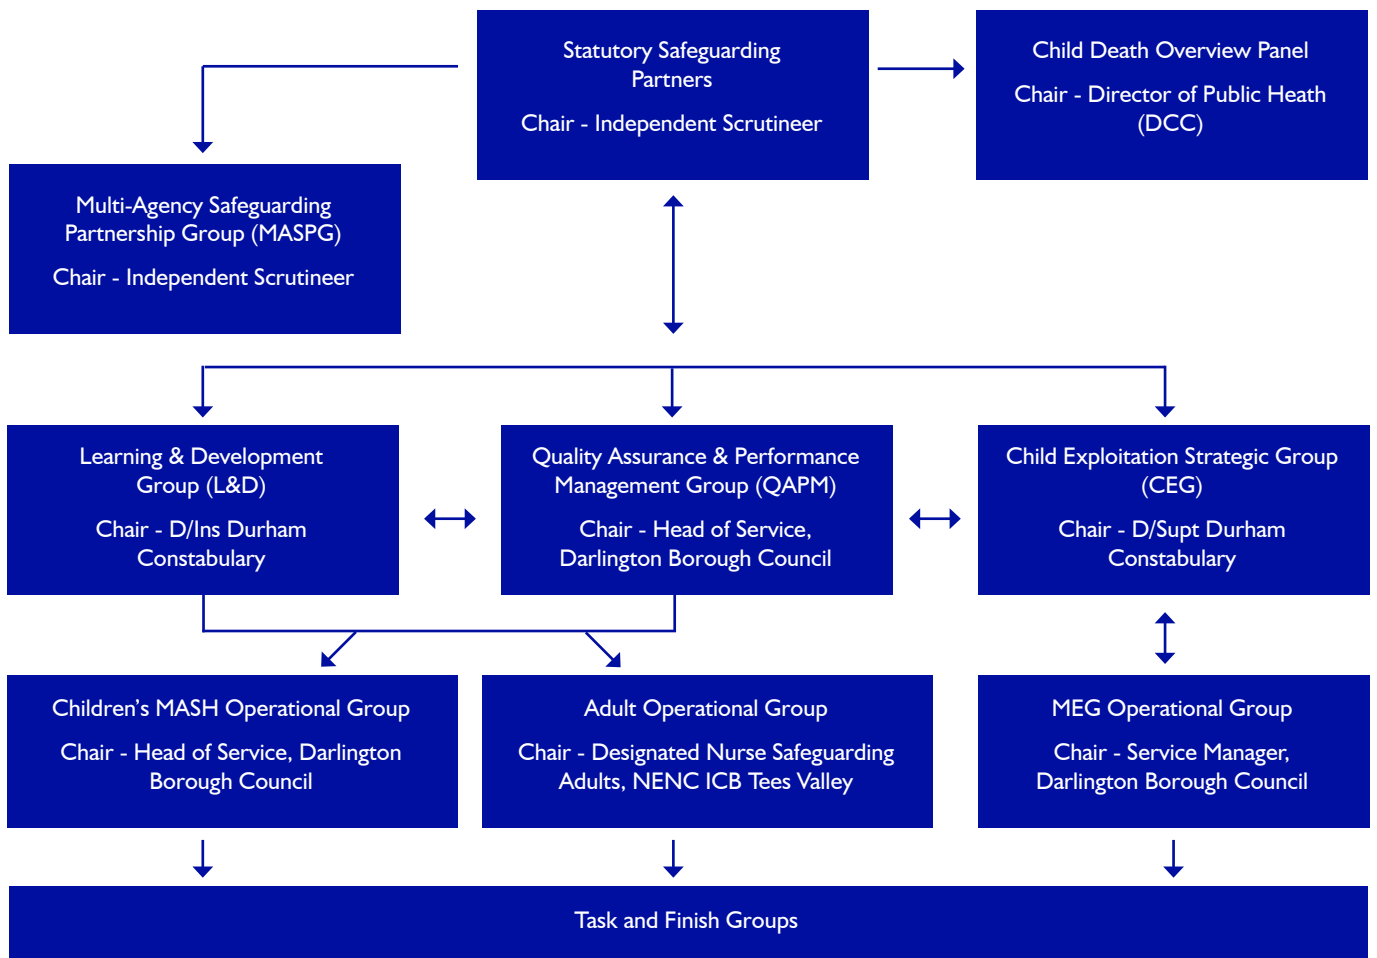 Statutory Safeguarding
Partners
Chair - Independent Scrutineer
Child Death Overview Panel
Chair - Director of Public Heath
(DCC)
Multi-Agency Safeguarding
Partnership Group (MASPG)
Chair - Independent Scrutineer
Learning & Development
Group (L&D)
Chair - D/Ins Durham
Constabulary
Quality Assurance & Performance
Management Group (QAPM)
Chair - Head of Service,
Darlington Borough Council
Child Exploitation Strategic Group
(CEG)
Chair - D/Supt Durham
Constabulary
Children’s MASH Operational Group
Chair - Head of Service, Darlington
Borough Council
Adult Operational Group
Chair - Designated Nurse Safeguarding
Adults, NENC ICB Tees Valley
MEG Operational Group
Chair - Service Manager,
Darlington Borough Council
Task and Finish Groups